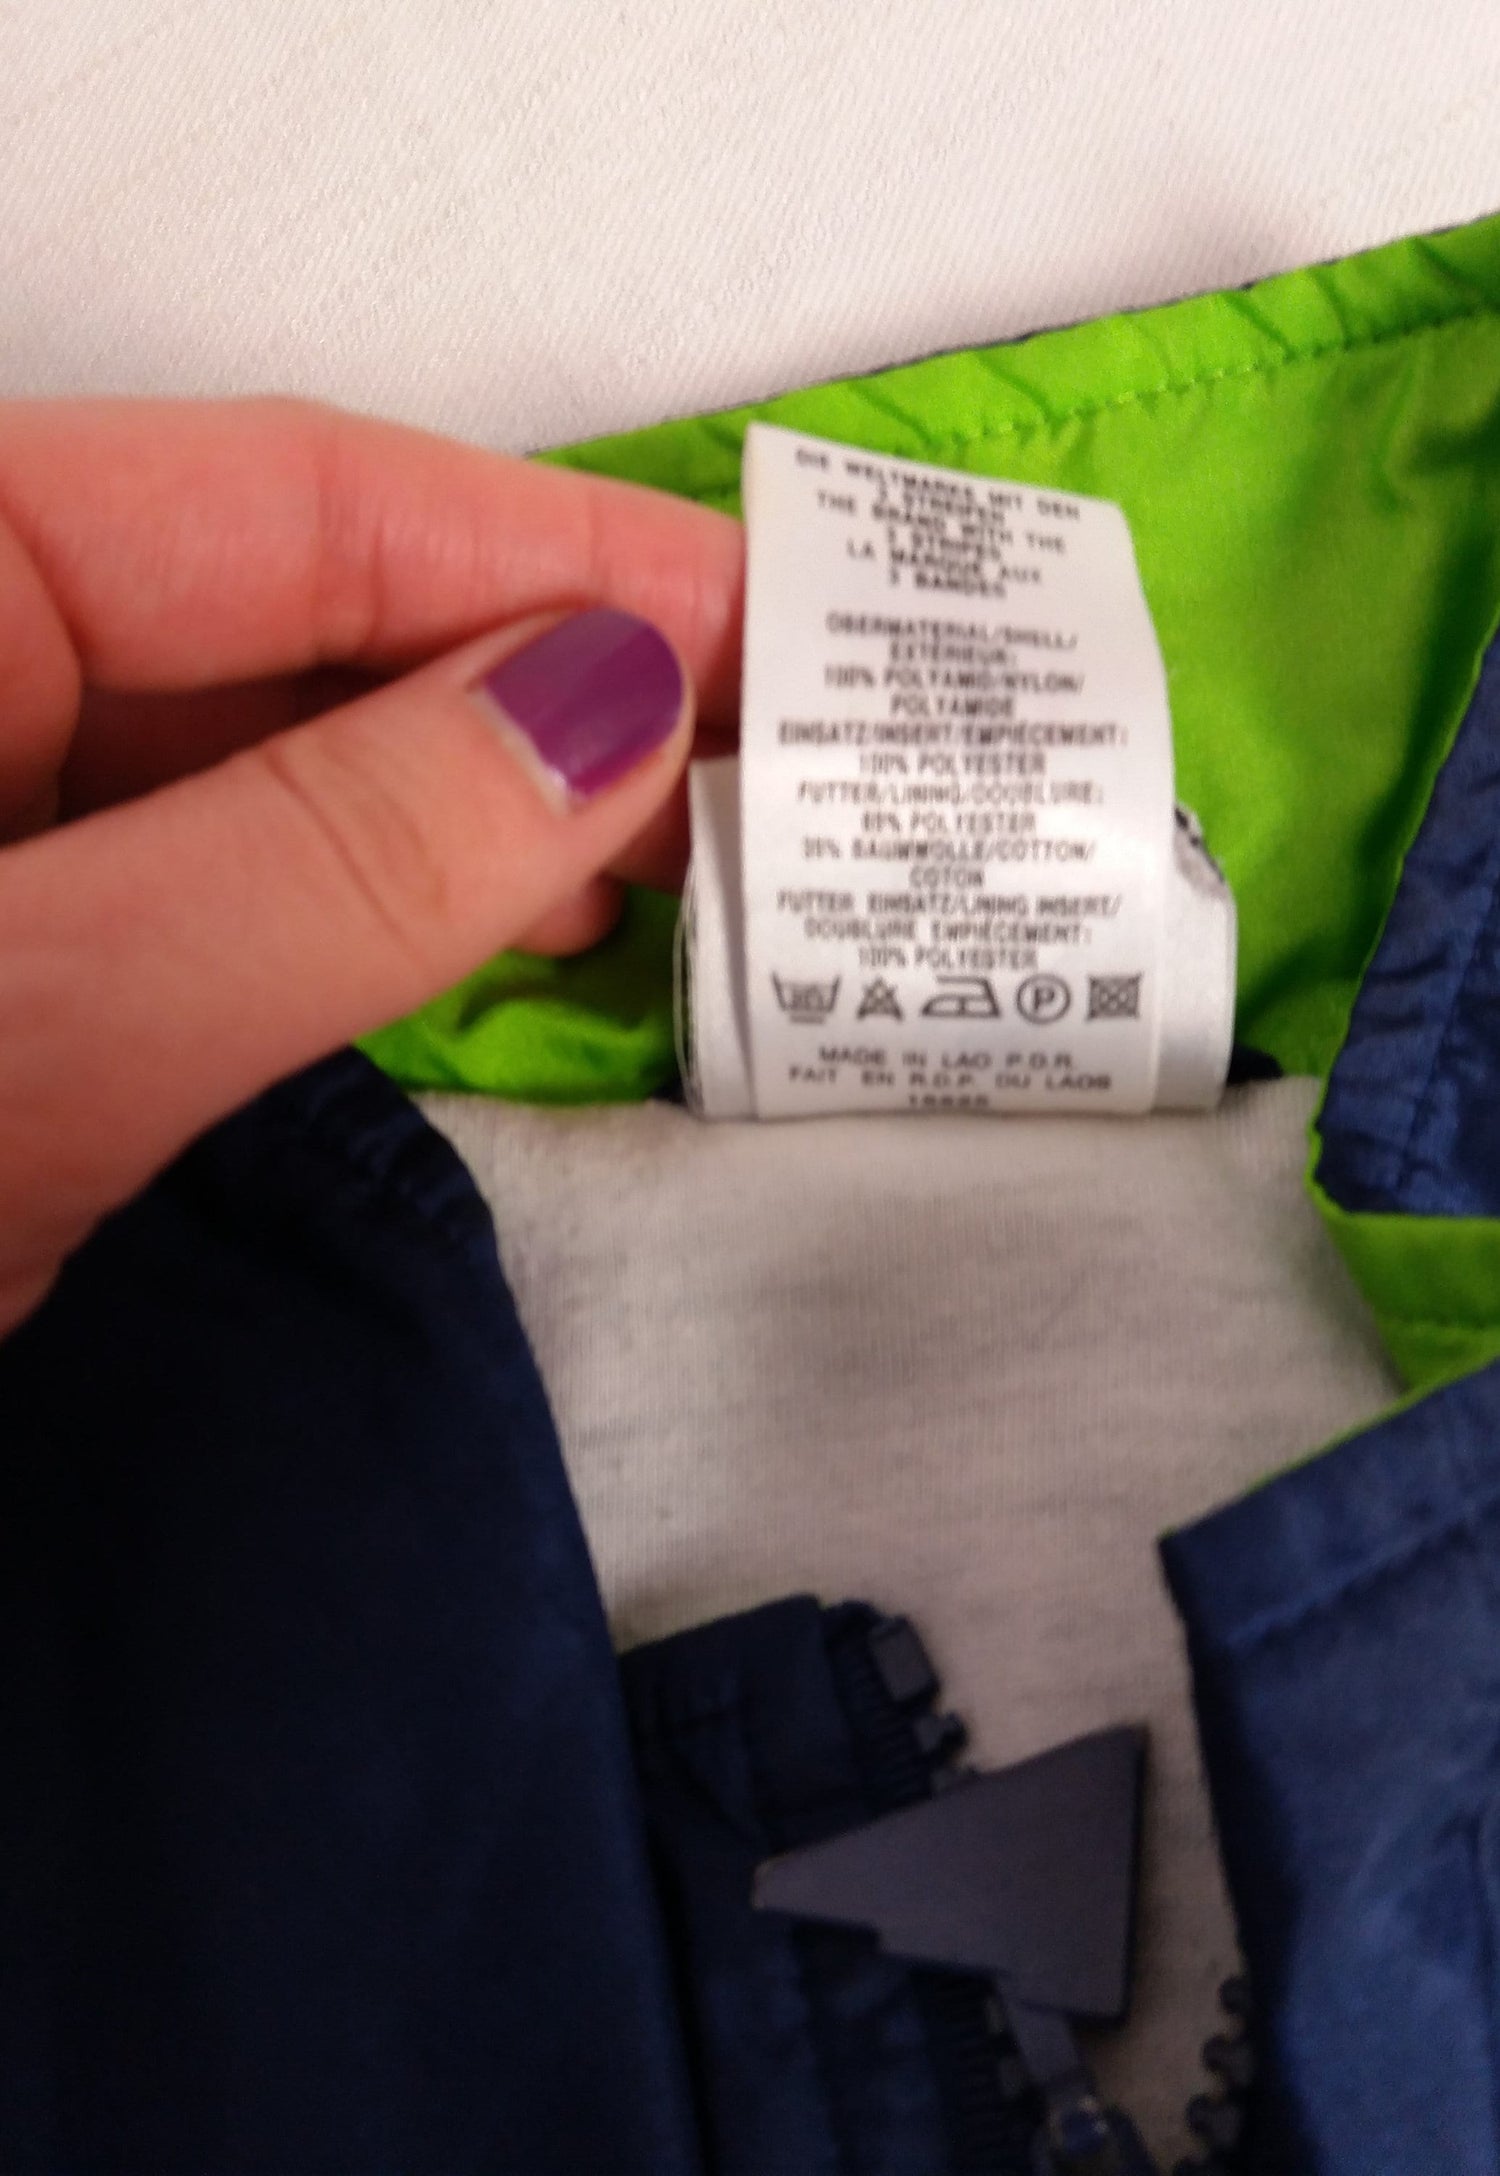 DIE WELTMARKE MIT DEN
3 STREIFEN
THE BRAND WITH THE
3 STRIPES
LA MARQUE AUX
3 BANDES
OBERMATERIAL/SHELL/
EXTÉRIEUR:
100% POLYAMID/NYLON/
POLYAMIDE
EINSATZ/INSERT/EMPIÈCEMENT:
100% POLYESTER
FUTTER/LINING/DOUBLURE:
65% POLYESTER
35% BAUMWOLLE/COTTON/
COTON
FUTTER EINSATZ/LINING INSERT/
DOUBLURE EMPIÈCEMENT:
100% POLYESTER
P
MADE IN LAO P.D.R.
FAIT EN R.D.P. DU LAOS